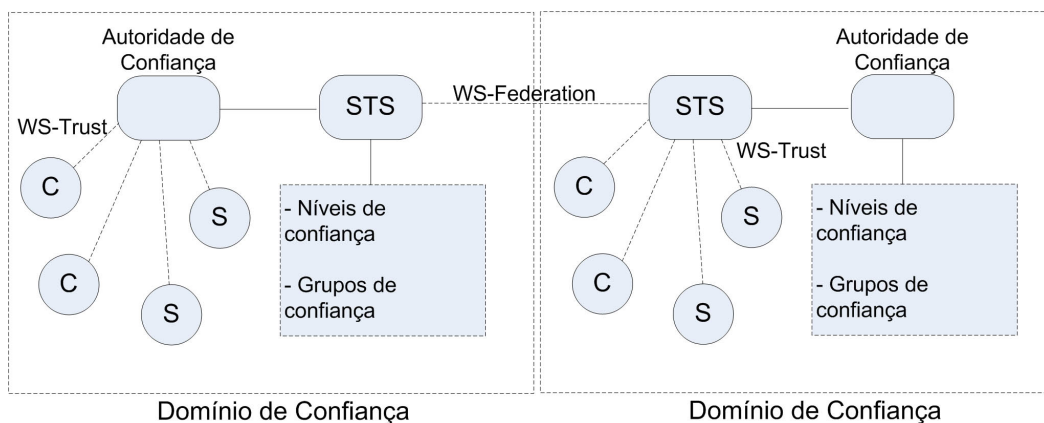 Autoridade de
Confiança
STS
WS-Trust
C
S
C
S
- Níveis de
confiança
- Grupos de
confiança
Domínio de Confiança
WS-Federation
Autoridade de
Confiança
STS
WS-Trust
C
S
C
S
- Níveis de
confiança
- Grupos de
confiança
Domínio de Confiança